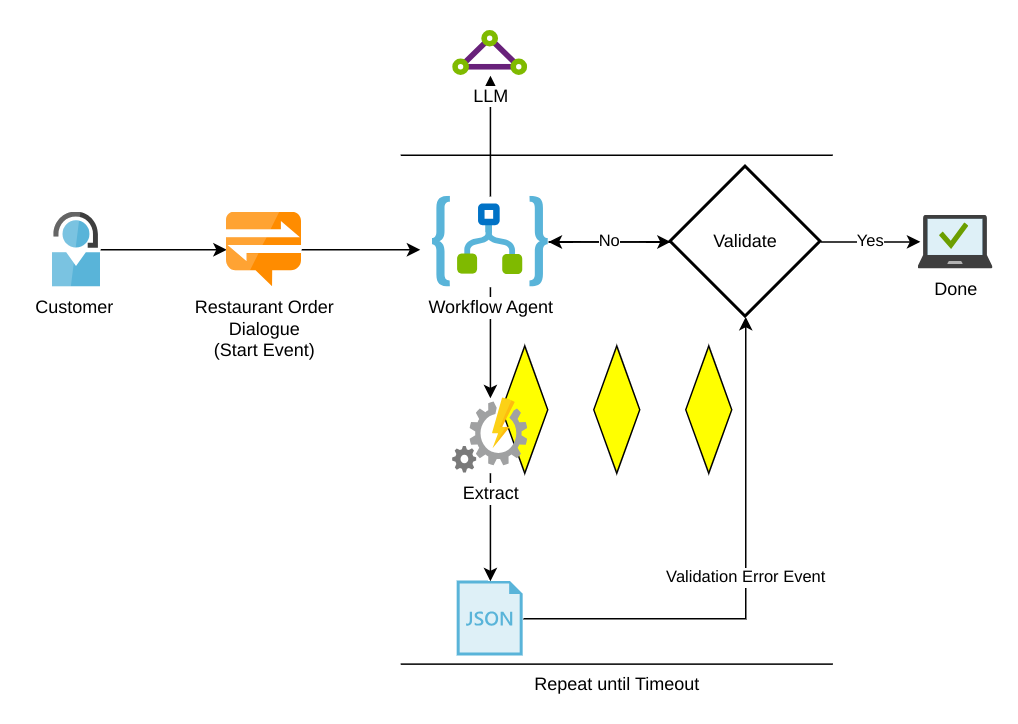 LLM
Validate
No
Yes
Customer
Restaurant Order
Dialogue
(Start Event)
Workflow Agent
Done
Extract
Validation Error Event
JSON
Repeat until Timeout